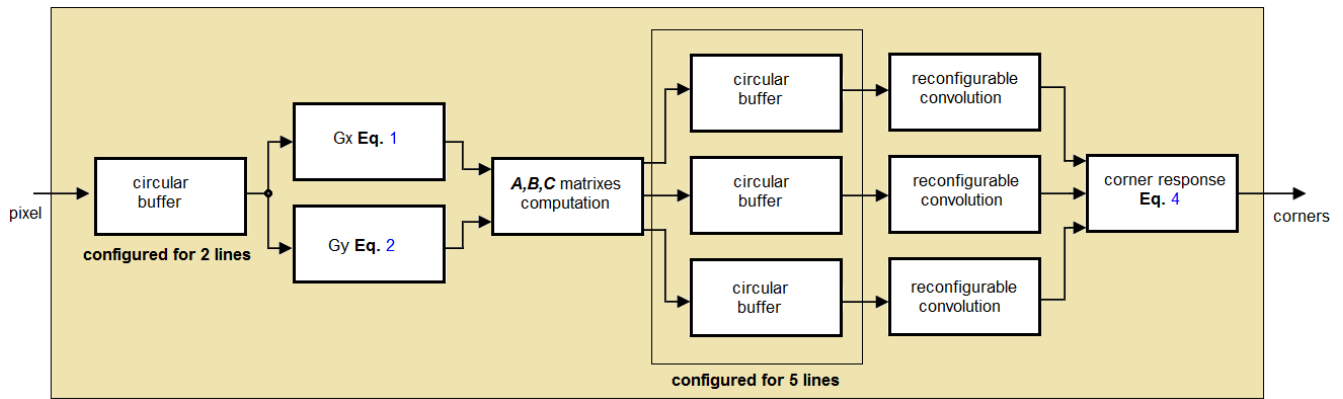 pixel
circular
buffer
configured for 2 lines
Gx Eq. 1
Gy Eq. 2
A,B,C matrixes
computation
circular
buffer
circular
buffer
circular
buffer
configured for 5 lines
reconfigurable
convolution
reconfigurable
convolution
reconfigurable
convolution
corner response
Eq. 4
corners